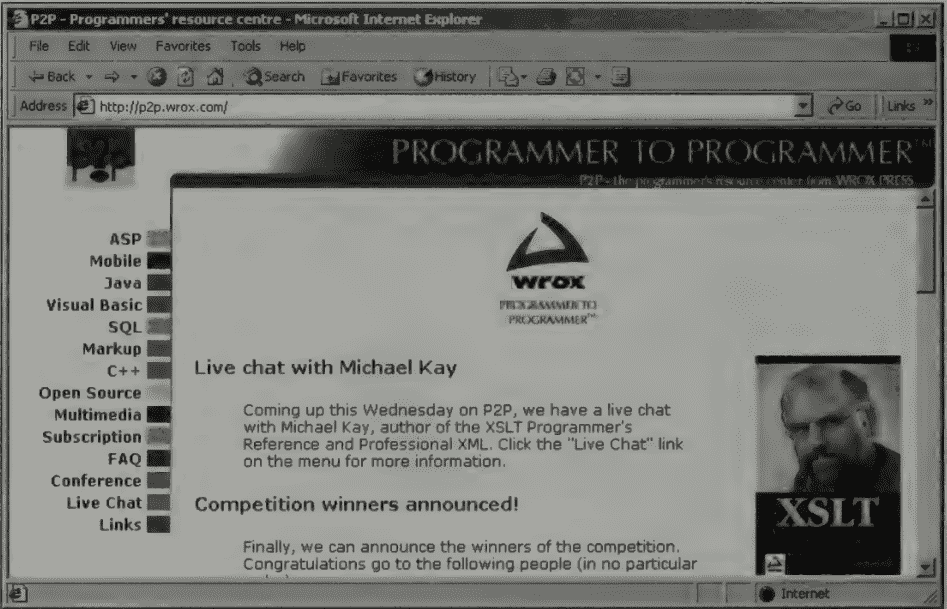 P2P - Programmers' resource centre - Microsoft Internet Explorer
File Edit View Favorites Tools Help
Back Search Favorites History
Address http://p2p.wrox.com/ Go Links »
P2P
PROGRAMMER TO PROGRAMMER™
P2P - the programmer's resource center from WROX PRESS
wrox
PROGRAMMER TO
PROGRAMMER™
ASP
Mobile
Java
Visual Basic
SQL
Markup
C++
Open Source
Multimedia
Subscription
FAQ
Conference
Live Chat
Links
Live chat with Michael Kay
Coming up this Wednesday on P2P, we have a live chat
with Michael Kay, author of the XSLT Programmer's
Reference and Professional XML. Click the "Live Chat" link
on the menu for more information.
Competition winners announced!
Finally, we can announce the winners of the competition.
Congratulations go to the following people (in no particular
XSLT
Internet